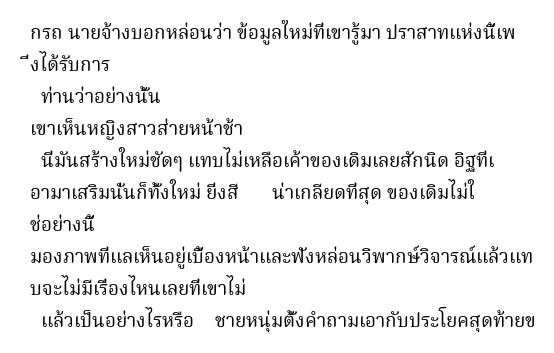 กรถ นายจ้างบอกหล่อนว่า ข้อมูลใหม่ที่เขารู้มา ปราสาทแห่งนี้เพ
ิ่งได้รับการ
ท่านว่าอย่างนั้น
เขาเห็นหญิงสาวส่ายหน้าช้า
นี่มันสร้างใหม่ชัดๆ แทบไม่เหลือเค้าของเดิมเลยสักนิด อิฐที่เ
อามาเสริมนั่นก็ทั้งใหม่ ยิ่งสี น่าเกลียดที่สุด ของเดิมไม่ใ
ช่อย่างนี้
มองภาพที่แลเห็นอยู่เบื้องหน้าและฟังหล่อนวิพากษ์วิจารณ์แล้วแท
บจะไม่มีเรื่องไหนเลยที่เขาไม่
แล้วเป็นอย่างไรหรือ ชายหนุ่มตั้งคำถามเอากับประโยคสุดท้ายข